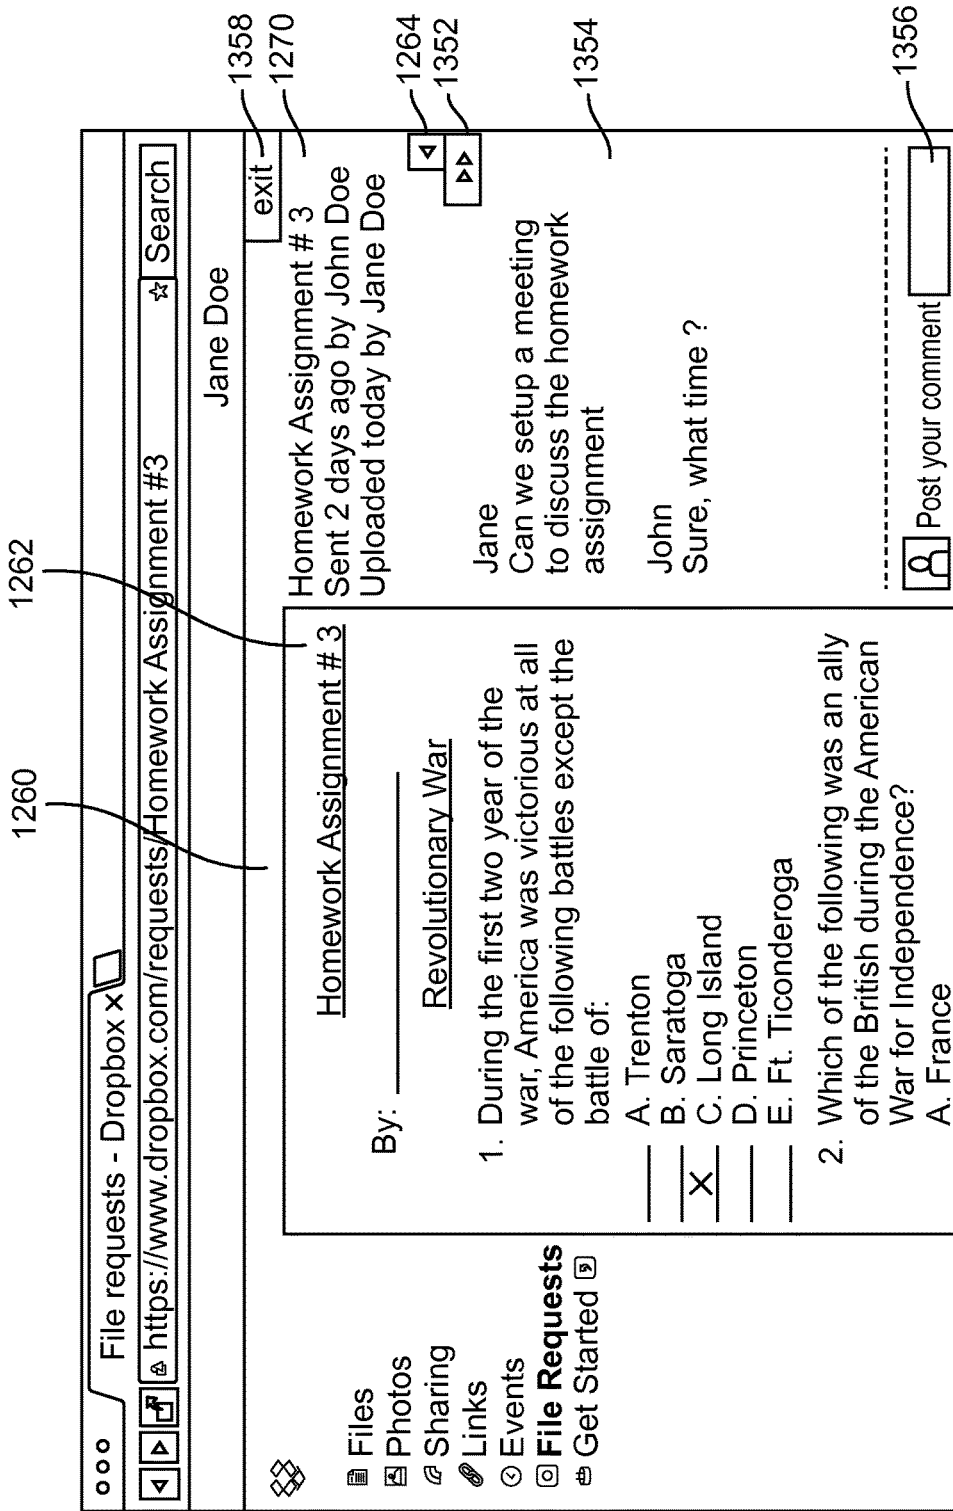 1260
1262
File requests - Dropbox x
https://www.dropbox.com/requests/Homework Assignment #3
Search
Jane Doe
exit
1358
1270
Files
Photos
Sharing
Links
Events
File Requests
Get Started
Homework Assignment # 3
By:
Revolutionary War
1. During the first two year of the
war, America was victorious at all
of the following battles except the
battle of:
A. Trenton
B. Saratoga
X C. Long Island
D. Princeton
E. Ft. Ticonderoga
2. Which of the following was an ally
of the British during the American
War for Independence?
A. France
Homework Assignment # 3
Sent 2 days ago by John Doe
Uploaded today by Jane Doe
1264
1352
Jane
Can we setup a meeting
to discuss the homework
assignment
1354
John
Sure, what time ?
Post your comment
1356